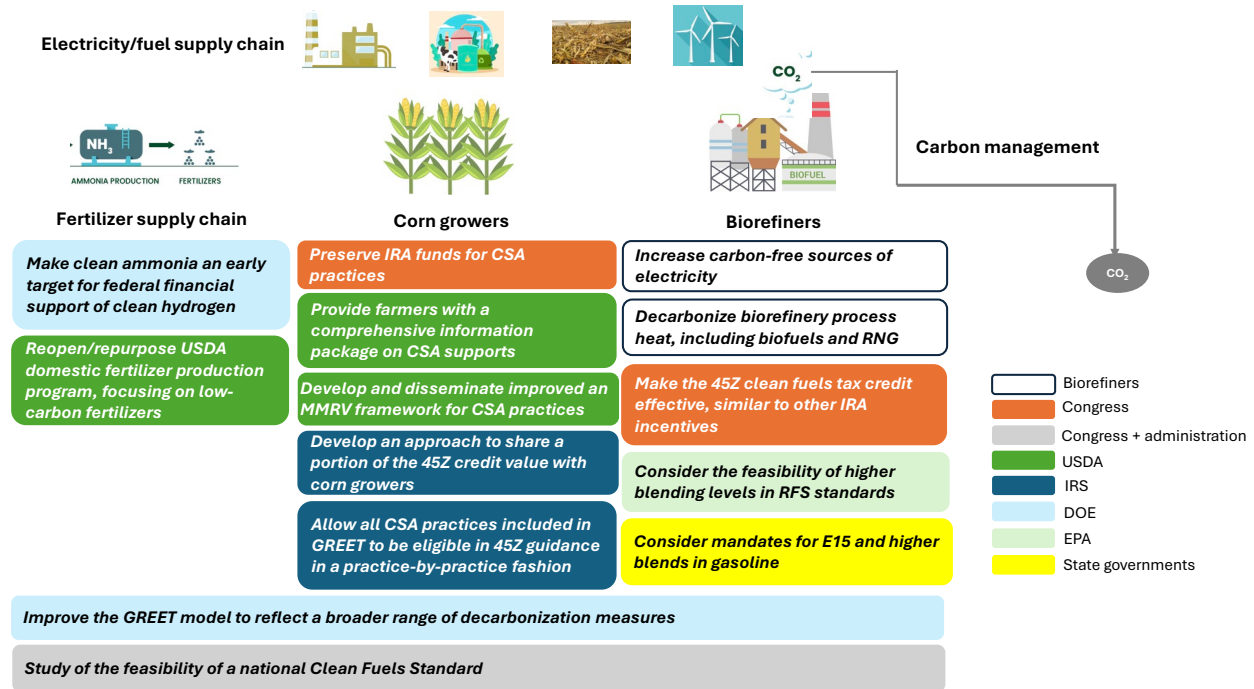 Electricity/fuel supply chain
CO₂
NH₃
AMMONIA PRODUCTION
FERTILIZERS
BIOFUEL
Carbon management
Fertilizer supply chain
Corn growers
Biorefiners
CO₂
Make clean ammonia an early
target for federal financial
support of clean hydrogen
Reopen/repurpose USDA
domestic fertilizer production
program, focusing on low-
carbon fertilizers
Preserve IRA funds for CSA
practices
Provide farmers with a
comprehensive information
package on CSA supports
Develop and disseminate improved an
MMRV framework for CSA practices
Develop an approach to share a
portion of the 45Z credit value with
corn growers
Allow all CSA practices included in
GREET to be eligible in 45Z guidance
in a practice-by-practice fashion
Increase carbon-free sources of
electricity
Decarbonize biorefinery process
heat, including biofuels and RNG
Make the 45Z clean fuels tax credit
effective, similar to other IRA
incentives
Consider the feasibility of higher
blending levels in RFS standards
Consider mandates for E15 and higher
blends in gasoline
Improve the GREET model to reflect a broader range of decarbonization measures
Study of the feasibility of a national Clean Fuels Standard
Biorefiners
Congress
Congress + administration
USDA
IRS
DOE
EPA
State governments